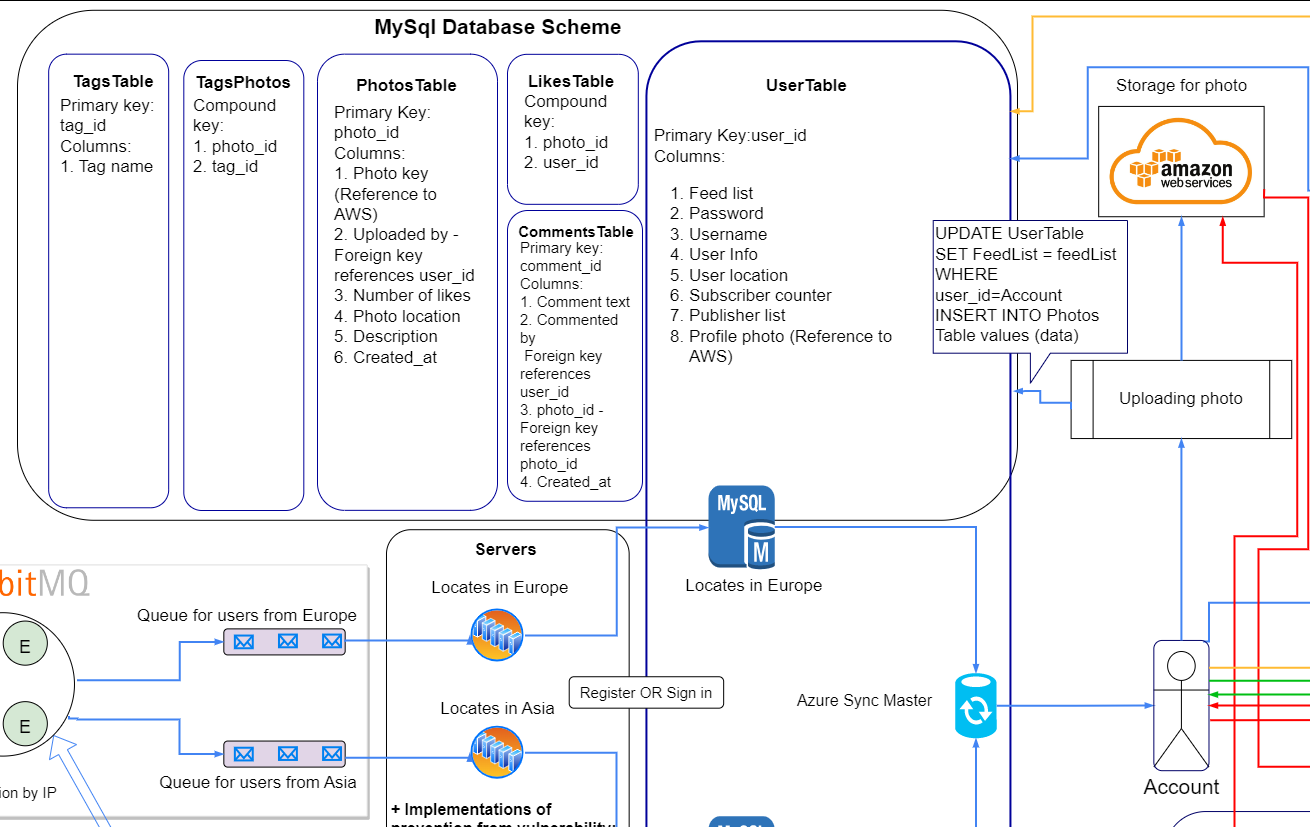 MySql Database Scheme
TagsTable
Primary key:
tag_id
Columns:
1. Tag name
TagsPhotos
Compound
key:
1. photo_id
2. tag_id
PhotosTable
Primary Key:
photo_id
Columns:
1. Photo key
(Reference to
AWS)
2. Uploaded by -
Foreign key
references user_id
3. Number of likes
4. Photo location
5. Description
6. Created_at
LikesTable
Compound
key:
1. photo_id
2. user_id
CommentsTable
Primary key:
comment_id
Columns:
1. Comment text
2. Commented
by
Foreign key
references
user_id
3. photo_id -
Foreign key
references
photo_id
4. Created_at
UserTable
Primary Key:user_id
Columns:
1. Feed list
2. Password
3. Username
4. User Info
5. User location
6. Subscriber counter
7. Publisher list
8. Profile photo (Reference to
AWS)
Storage for photo
amazon
webservices
UPDATE UserTable
SET FeedList = feedList
WHERE
user_id=Account
INSERT INTO Photos
Table values (data)
Uploading photo
MySQL
M
Locates in Europe
Servers
Locates in Europe
bitMQ
Queue for users from Europe
E
E
Register OR Sign in
Locates in Asia
Azure Sync Master
Queue for users from Asia
ion by IP
Account
+ Implementations of
prevention from vulnerability:
MySQL